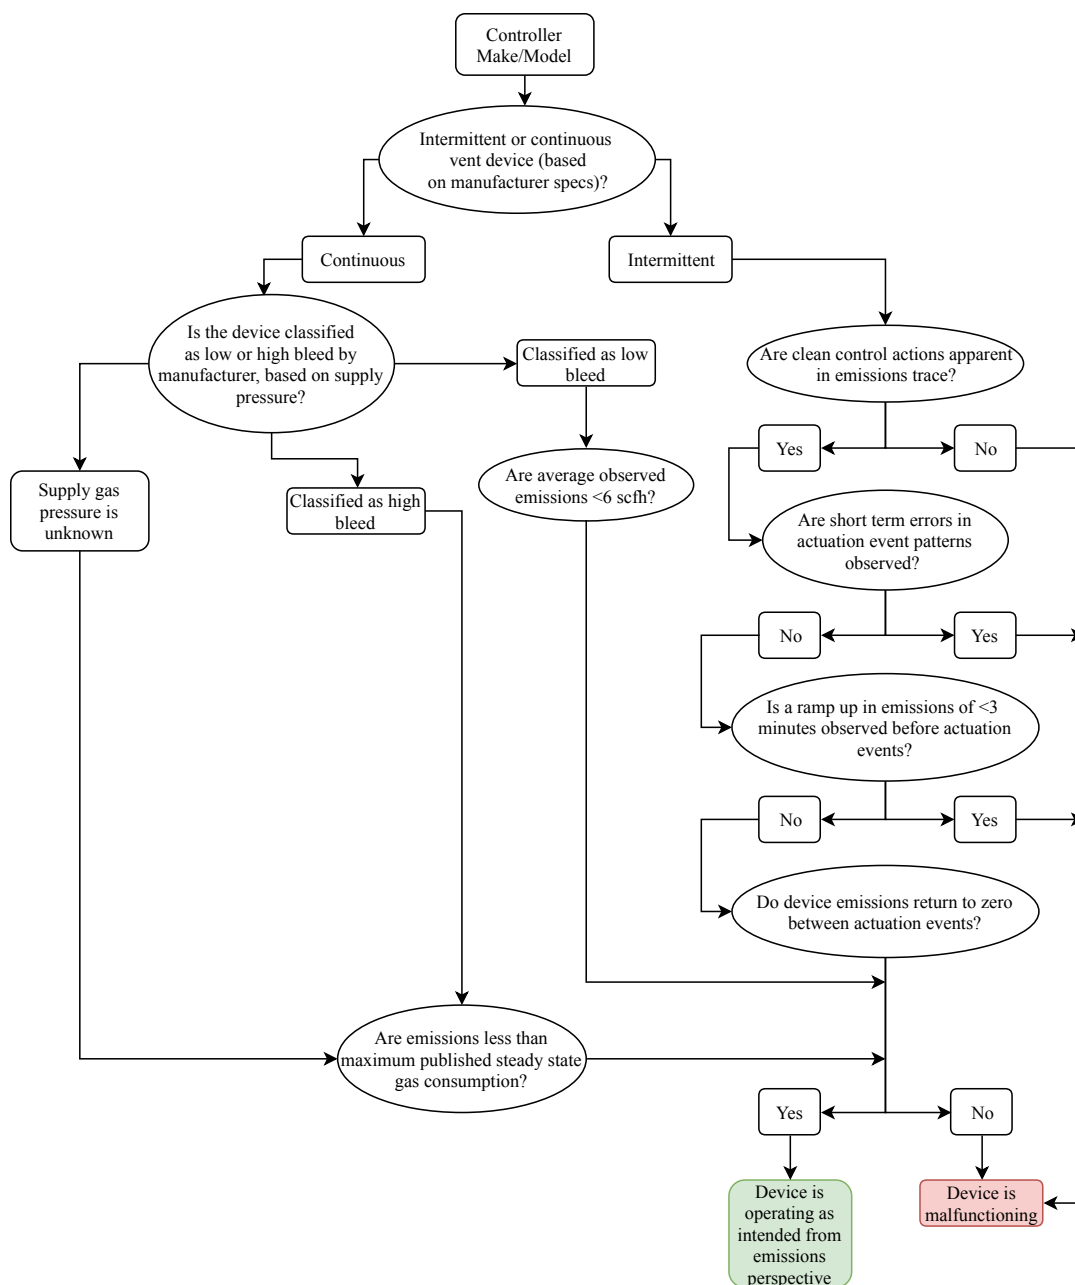 Controller
Make/Model
Intermittent or continuous
vent device (based
on manufacturer specs)?
Continuous
Intermittent
Is the device classified
as low or high bleed by
manufacturer, based on supply
pressure?
Classified as low
bleed
Are clean control actions apparent
in emissions trace?
Yes
No
Supply gas
pressure is
unknown
Classified as high
bleed
Are average observed
emissions <6 scfh?
Are short term errors in
actuation event patterns
observed?
No
Yes
Is a ramp up in emissions of <3
minutes observed before actuation
events?
No
Yes
Do device emissions return to zero
between actuation events?
Are emissions less than
maximum published steady state
gas consumption?
Yes
No
Device is
operating as
intended from
emissions
perspective
Device is
malfunctioning